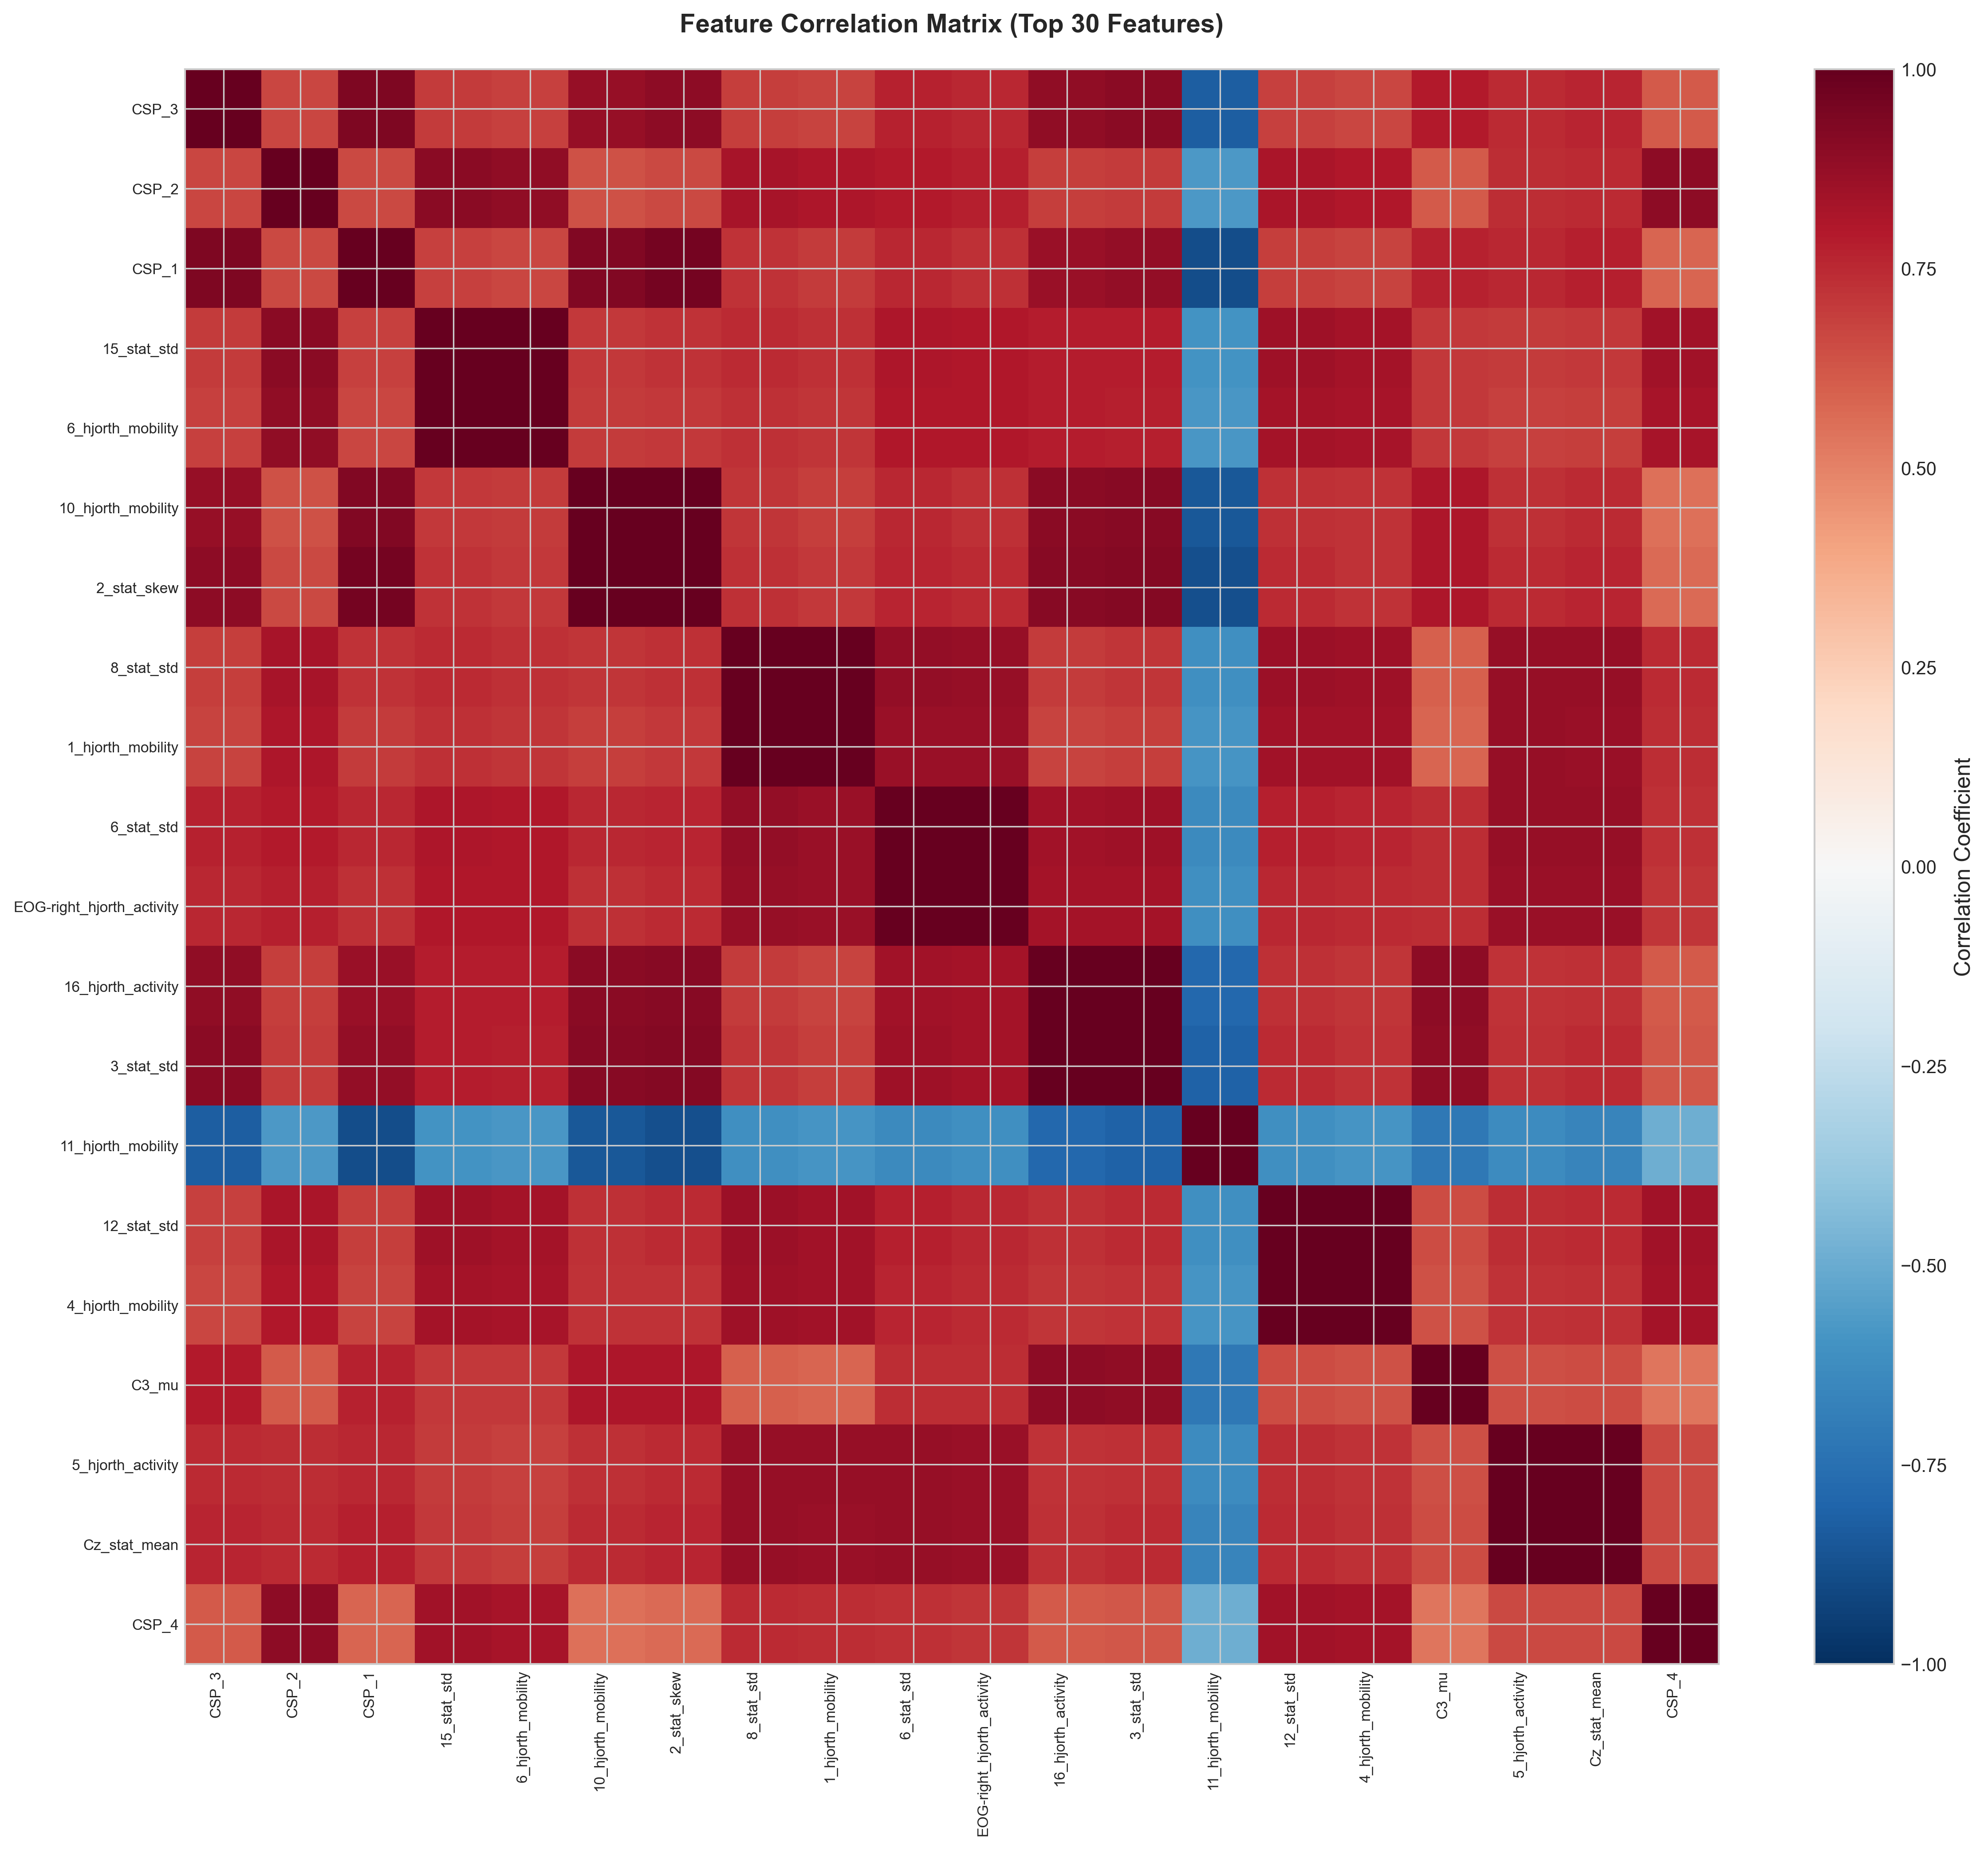 Feature Correlation Matrix (Top 30 Features)
CSP_3
CSP_2
CSP_1
15_stat_std
6_hjorth_mobility
10_hjorth_mobility
2_stat_skew
8_stat_std
1_hjorth_mobility
6_stat_std
EOG-right_hjorth_activity
16_hjorth_activity
3_stat_std
11_hjorth_mobility
12_stat_std
4_hjorth_mobility
C3_mu
5_hjorth_activity
Cz_stat_mean
CSP_4
CSP_3
CSP_2
CSP_1
15_stat_std
6_hjorth_mobility
10_hjorth_mobility
2_stat_skew
8_stat_std
1_hjorth_mobility
6_stat_std
EOG-right_hjorth_activity
16_hjorth_activity
3_stat_std
11_hjorth_mobility
12_stat_std
4_hjorth_mobility
C3_mu
5_hjorth_activity
Cz_stat_mean
CSP_4
1.00
0.75
0.50
0.25
0.00
−0.25
−0.50
−0.75
−1.00
Correlation Coefficient